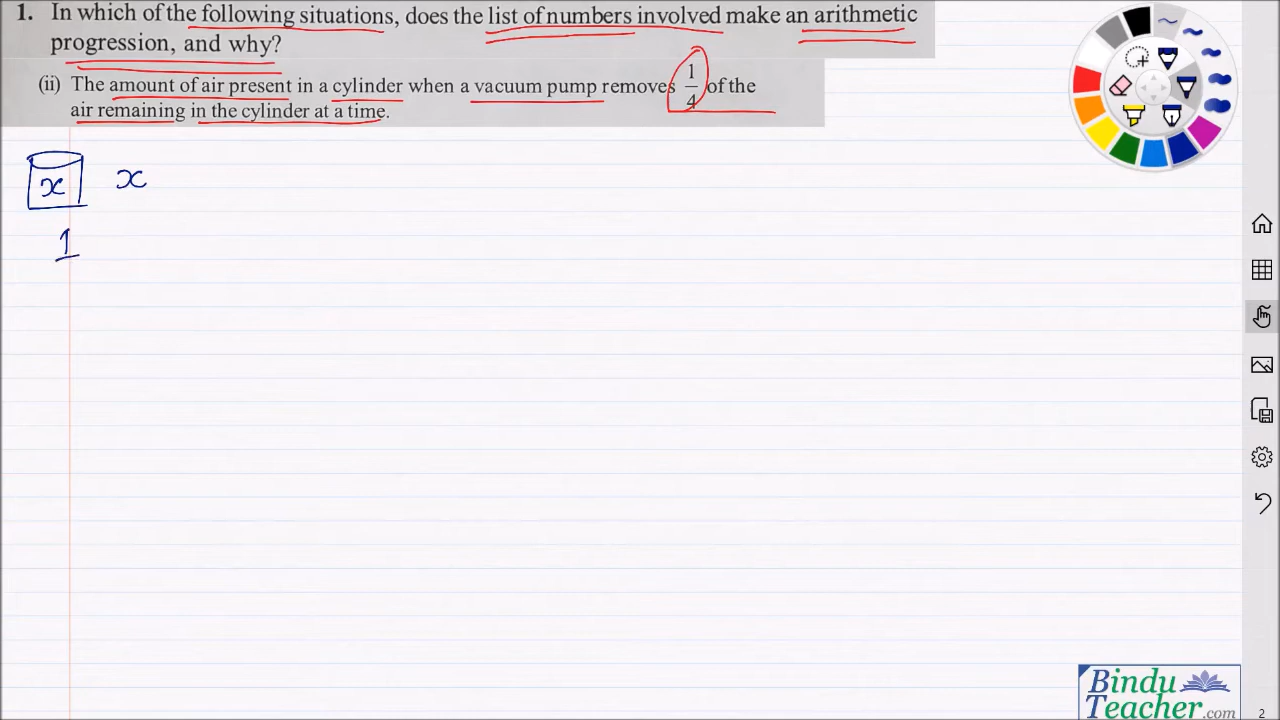 1. In which of the following situations, does the list of numbers involved make an arithmetic
progression, and why?
(ii) The amount of air present in a cylinder when a vacuum pump removes 1/4 of the
air remaining in the cylinder at a time.
x x
1
Bindu
Teacher.com
2